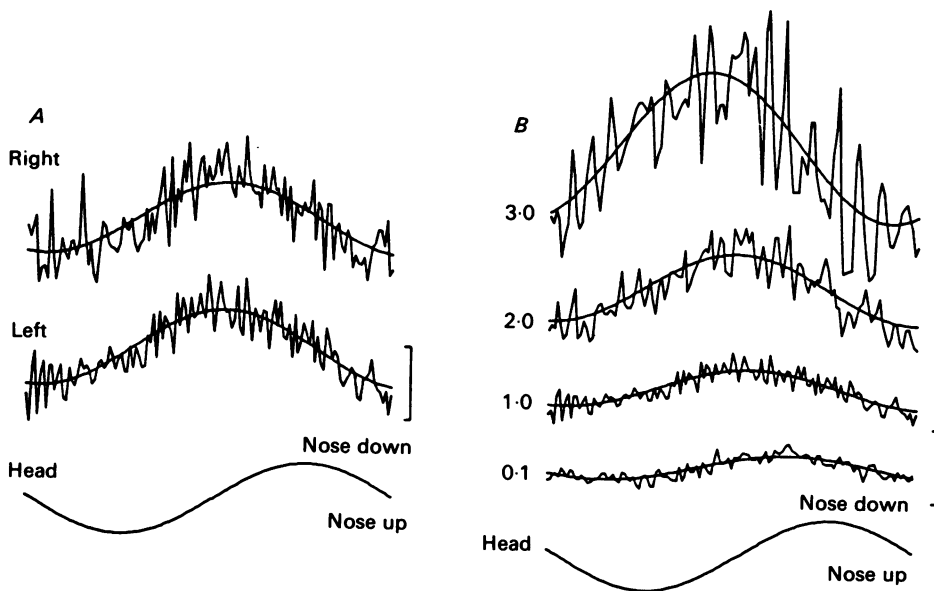 A
Right
Left
Nose down
Head
Nose up
B
3·0
2·0
1·0
0·1
Nose down
Head
Nose up